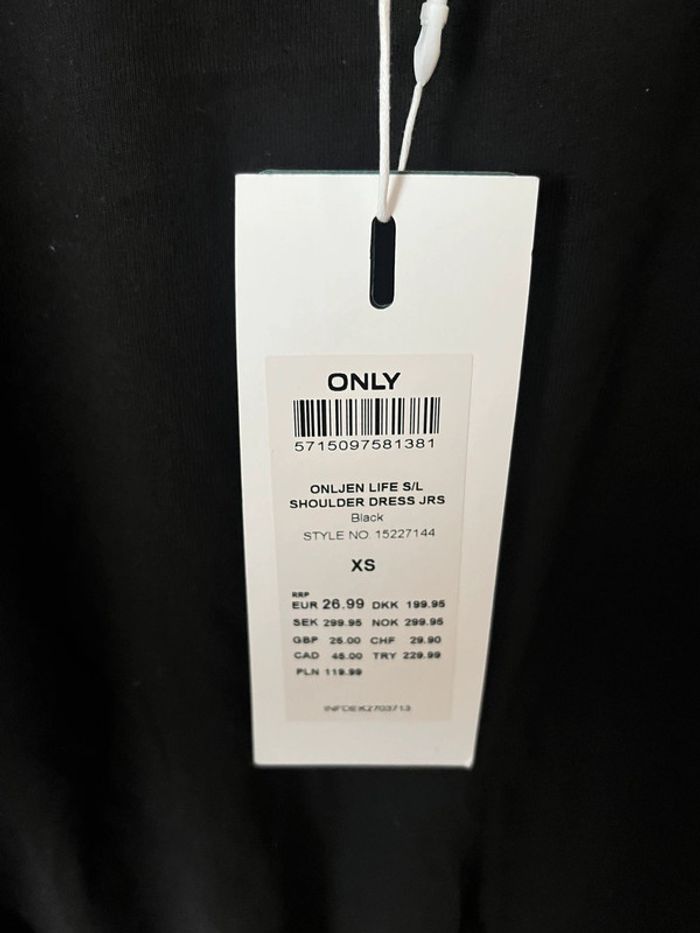 ONLY
5715097581381
ONLJEN LIFE S/L
SHOULDER DRESS JRS
Black
STYLE NO. 15227144
XS
RRP
EUR 26.99 DKK 199.95
SEK 299.95 NOK 299.95
GBP 25.00 CHF 29.90
CAD 45.00 TRY 229.99
PLN 119.99